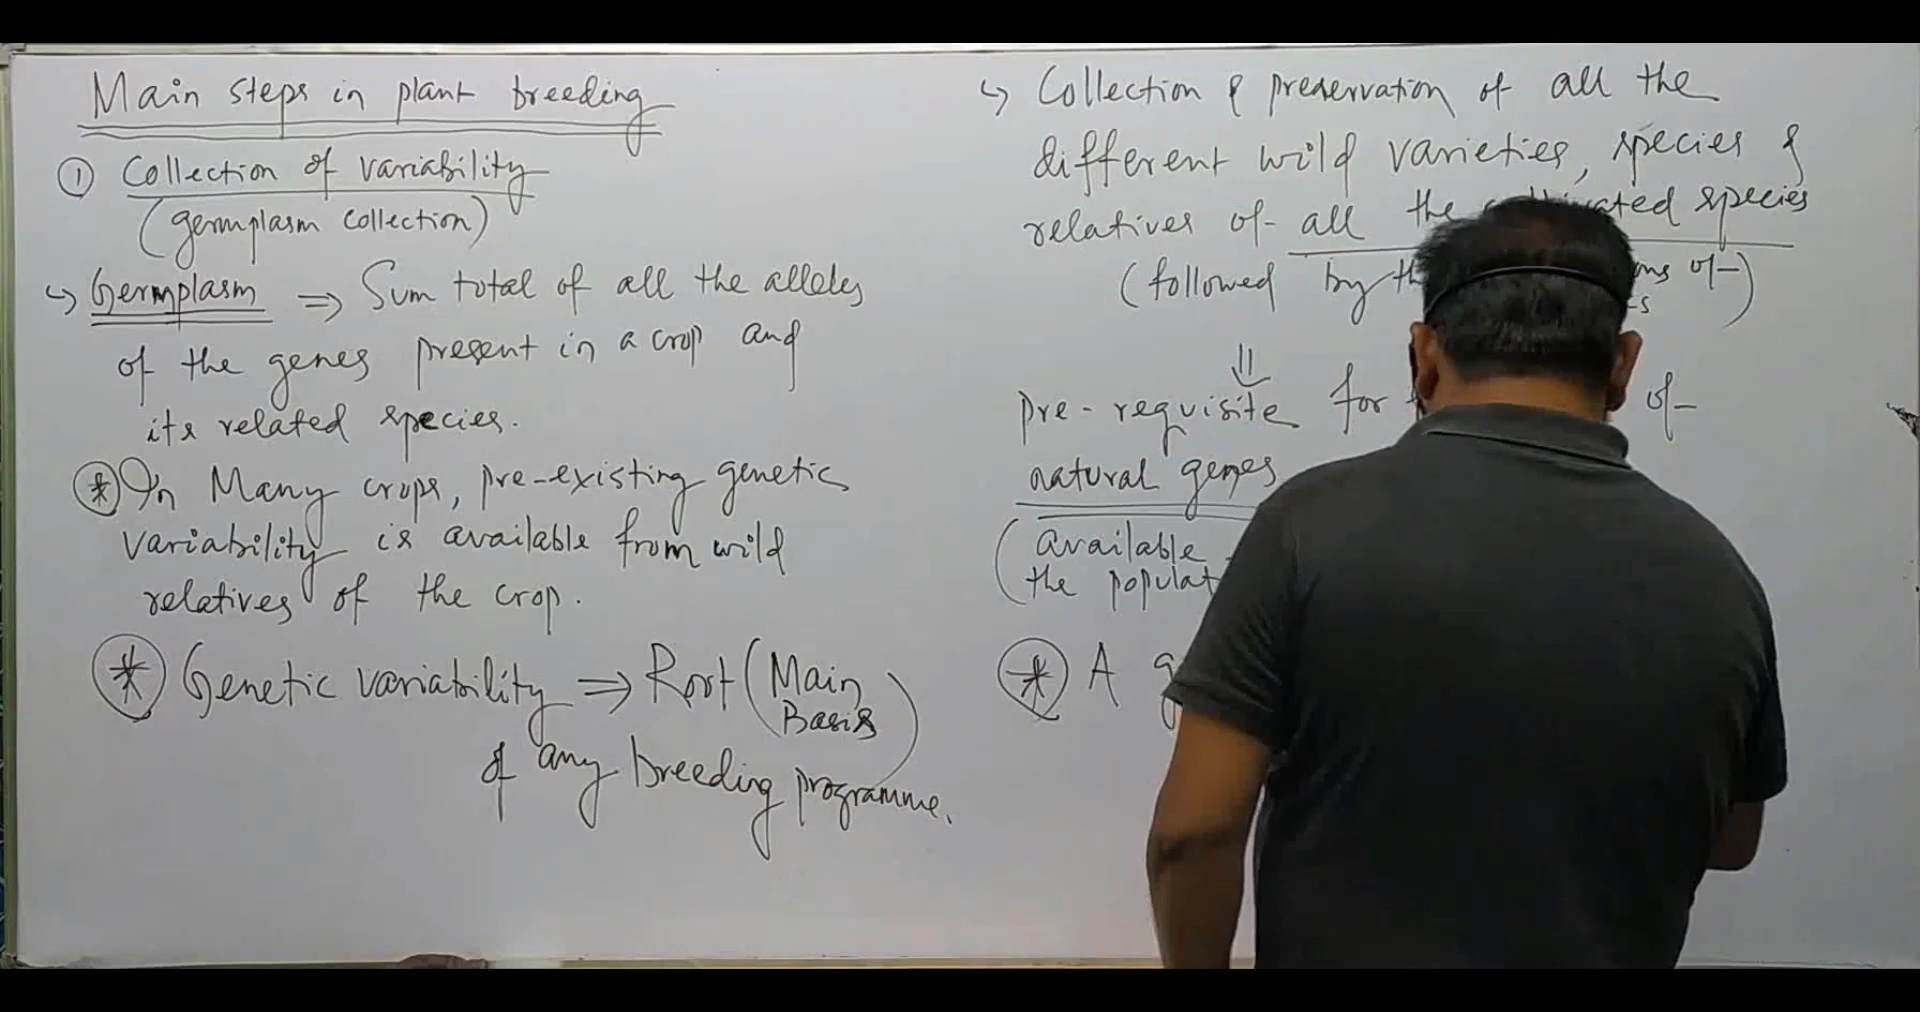 Main steps in plant breeding
① Collection of variability
(germplasm collection)
↳ Germplasm ⇒ Sum total of all the alleles
of the genes present in a crop and
its related species.
* In Many crops, pre-existing genetic
variability is available from wild
relatives of the crop.
* Genetic variability ⇒ Root (Main
Basis)
of any breeding programme.
↳ Collection & preservation of all the
different wild varieties, species &
relatives of all the species
(followed by of)
⇓
pre-requisite for of
natural genes
(available
the
* A